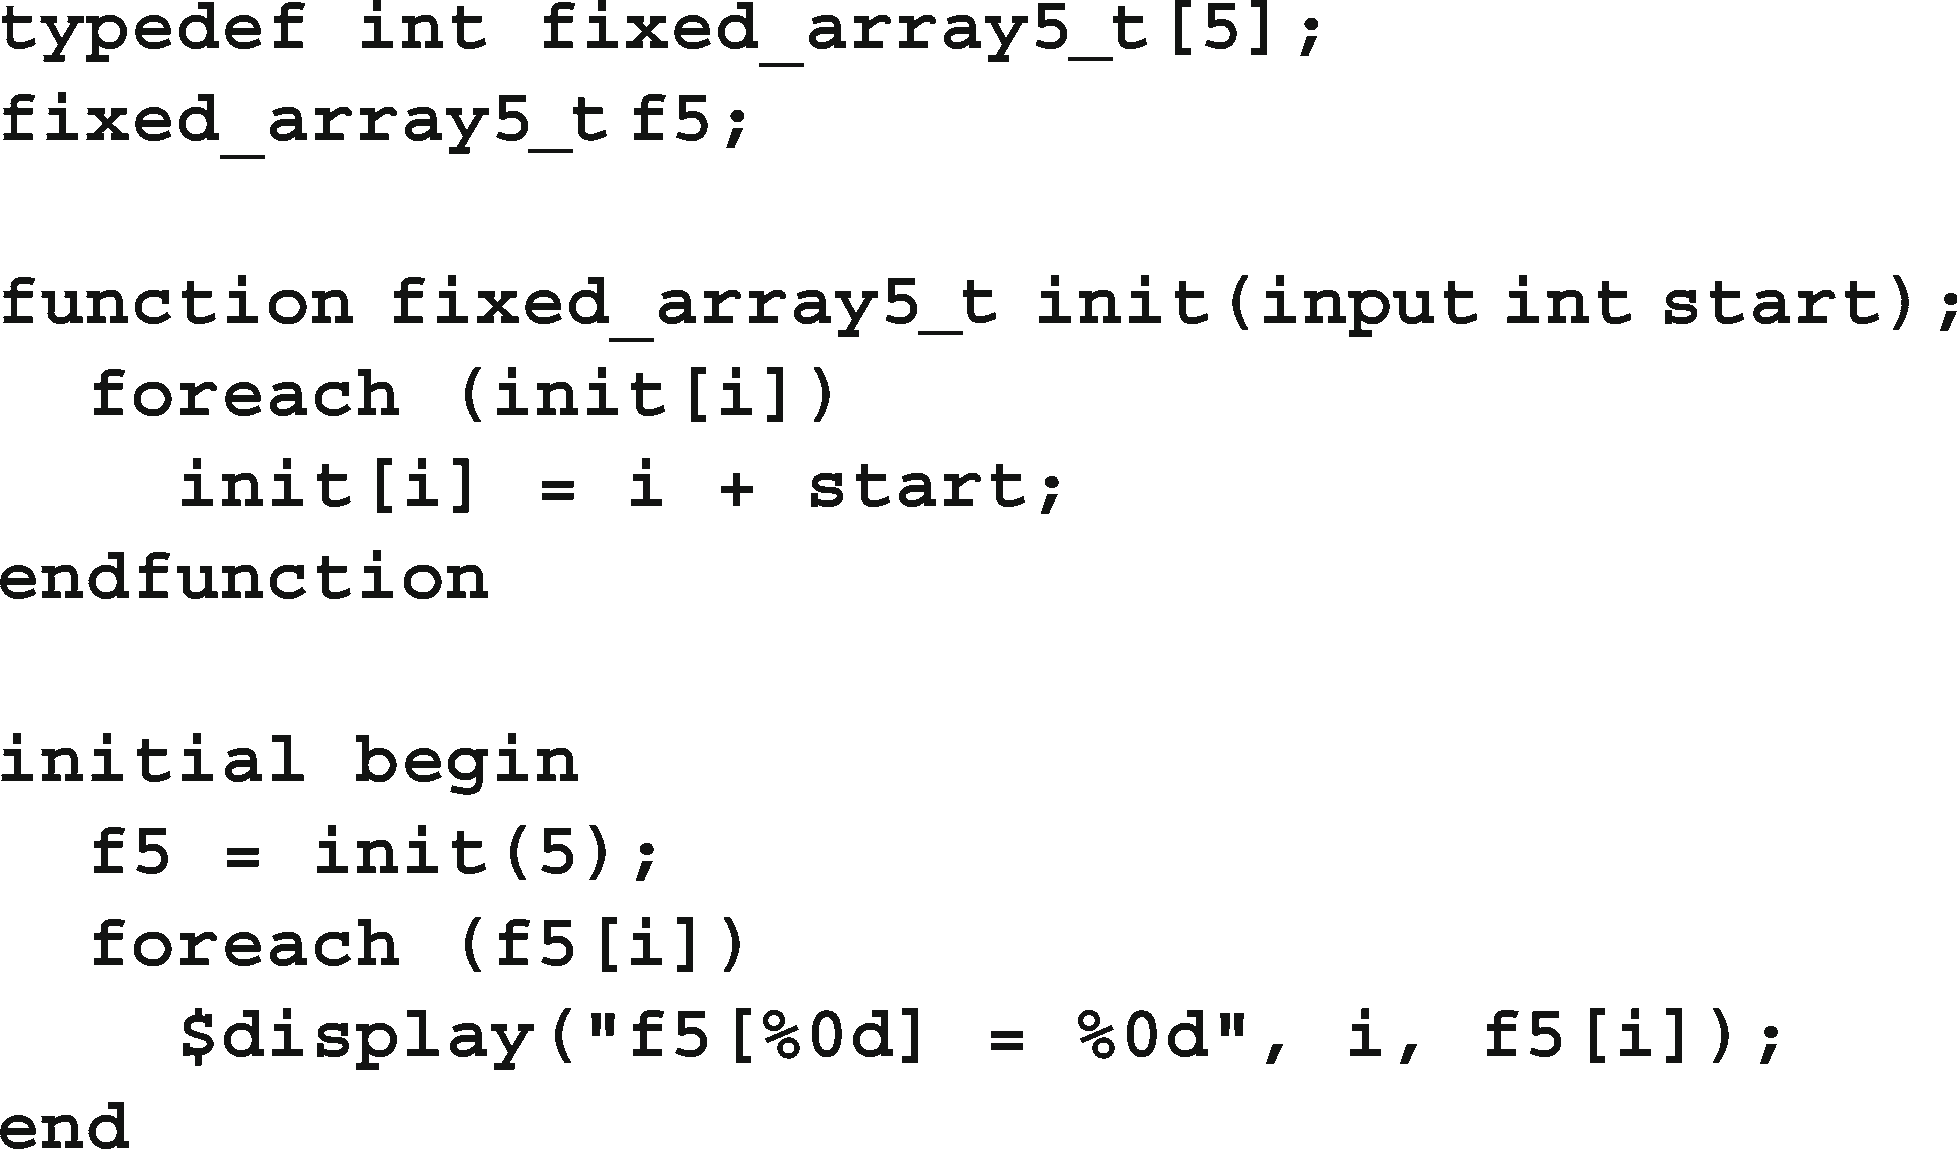 typedef int fixed_array5_t[5];
fixed_array5_t f5;

function fixed_array5_t init(input int start);
  foreach (init[i])
    init[i] = i + start;
endfunction

initial begin
  f5 = init(5);
  foreach (f5[i])
    $display("f5[%0d] = %0d", i, f5[i]);
end